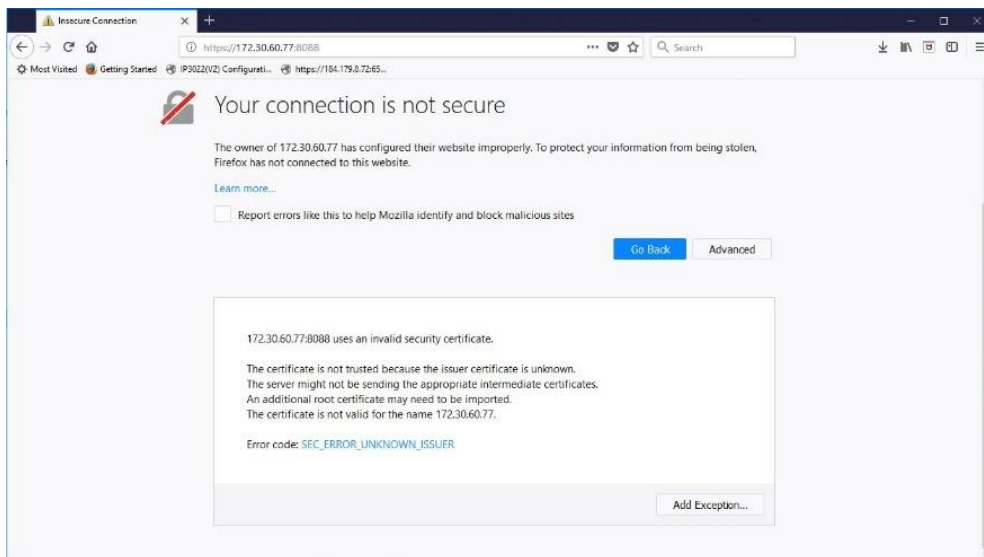 Insecure Connection
https://172.30.60.77:8088
Search
Most Visited Getting Started IP3022(V2) Configurati... https://184.179.8.72:65...
Your connection is not secure
The owner of 172.30.60.77 has configured their website improperly. To protect your information from being stolen,
Firefox has not connected to this website.
Learn more...
Report errors like this to help Mozilla identify and block malicious sites
Go Back Advanced
172.30.60.77:8088 uses an invalid security certificate.
The certificate is not trusted because the issuer certificate is unknown.
The server might not be sending the appropriate intermediate certificates.
An additional root certificate may need to be imported.
The certificate is not valid for the name 172.30.60.77.
Error code: SEC_ERROR_UNKNOWN_ISSUER
Add Exception...